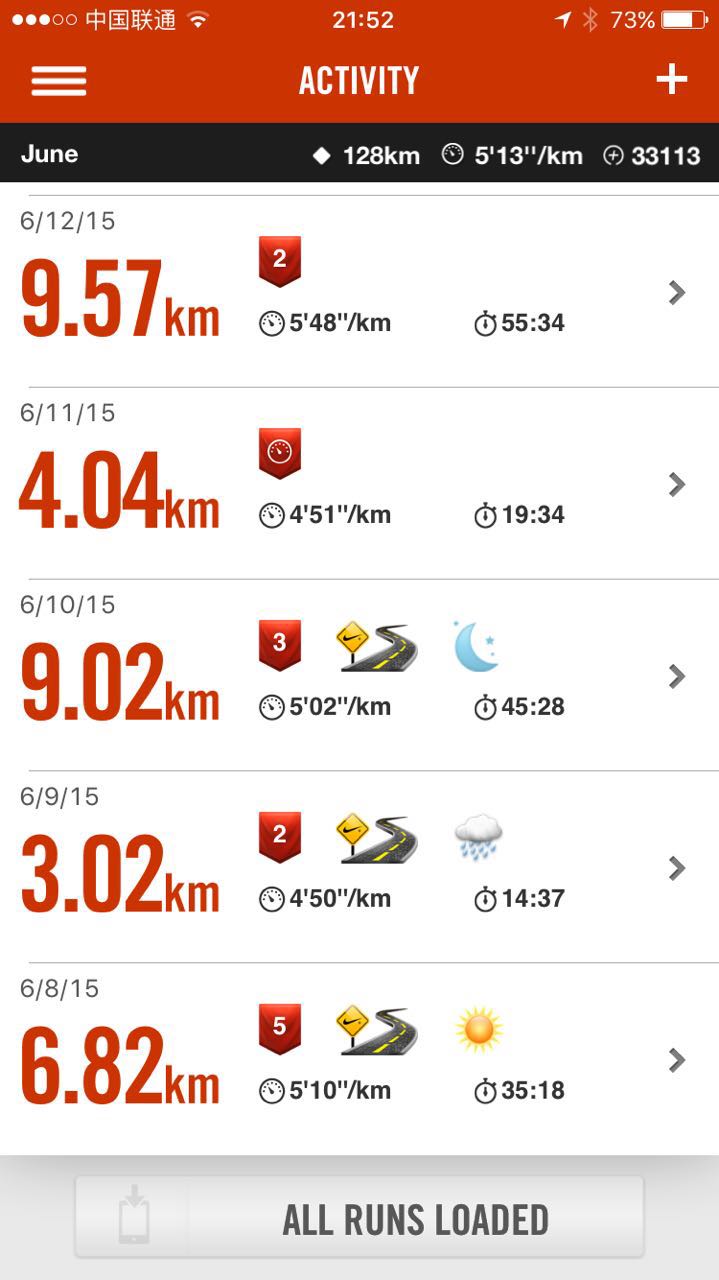 中国联通 21:52 73%
ACTIVITY
June 128km 5'13''/km 33113
6/12/15
2
9.57km
5'48''/km 55:34
6/11/15
4.04km
4'51''/km 19:34
6/10/15
3
9.02km
5'02''/km 45:28
6/9/15
2
3.02km
4'50''/km 14:37
6/8/15
5
6.82km
5'10''/km 35:18
ALL RUNS LOADED